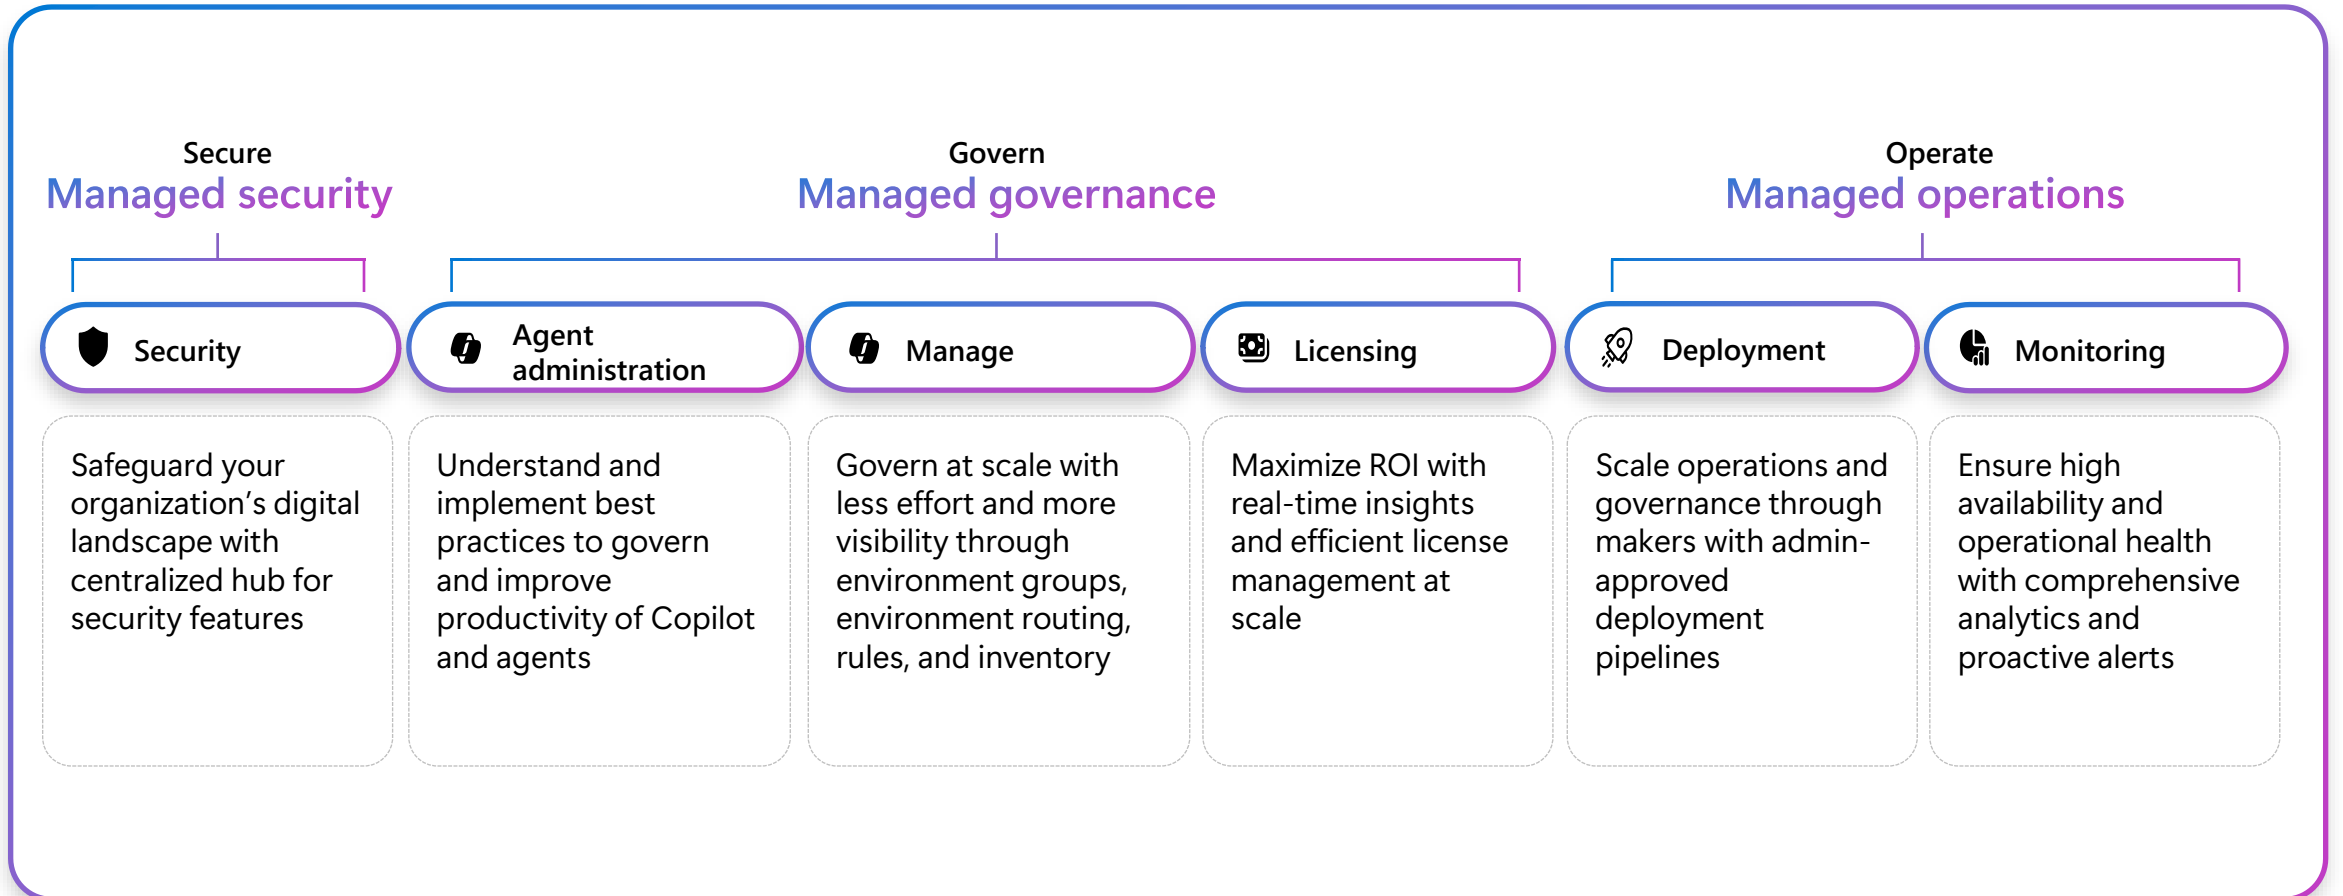 Secure
Managed security
Govern
Managed governance
Operate
Managed operations
Security
Agent
administration
Manage
Licensing
Deployment
Monitoring
Safeguard your
organization’s digital
landscape with
centralized hub for
security features
Understand and
implement best
practices to govern
and improve
productivity of Copilot
and agents
Govern at scale with
less effort and more
visibility through
environment groups,
environment routing,
rules, and inventory
Maximize ROI with
real-time insights
and efficient license
management at
scale
Scale operations and
governance through
makers with admin-
approved
deployment
pipelines
Ensure high
availability and
operational health
with comprehensive
analytics and
proactive alerts